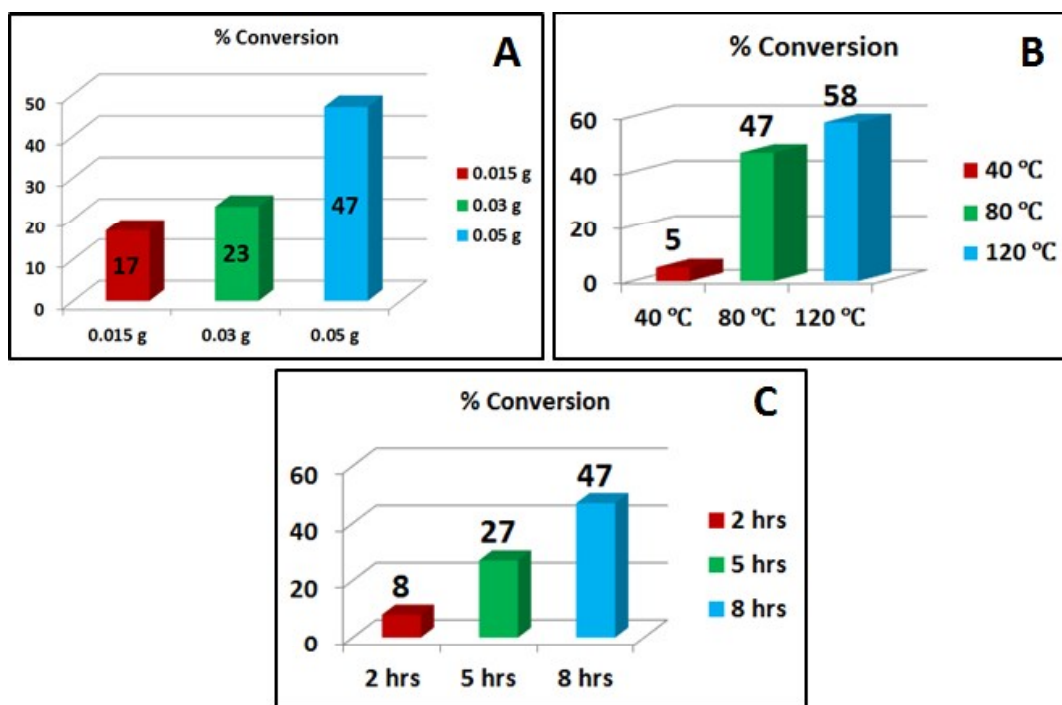 % Conversion
A
50
40
30
20
10
0
17
23
47
0.015 g
0.03 g
0.05 g
0.015 g
0.03 g
0.05 g
% Conversion
B
60
40
20
0
5
47
58
40 °C
80 °C
120 °C
40 °C
80 °C
120 °C
% Conversion
C
60
40
20
0
8
27
47
2 hrs
5 hrs
8 hrs
2 hrs
5 hrs
8 hrs